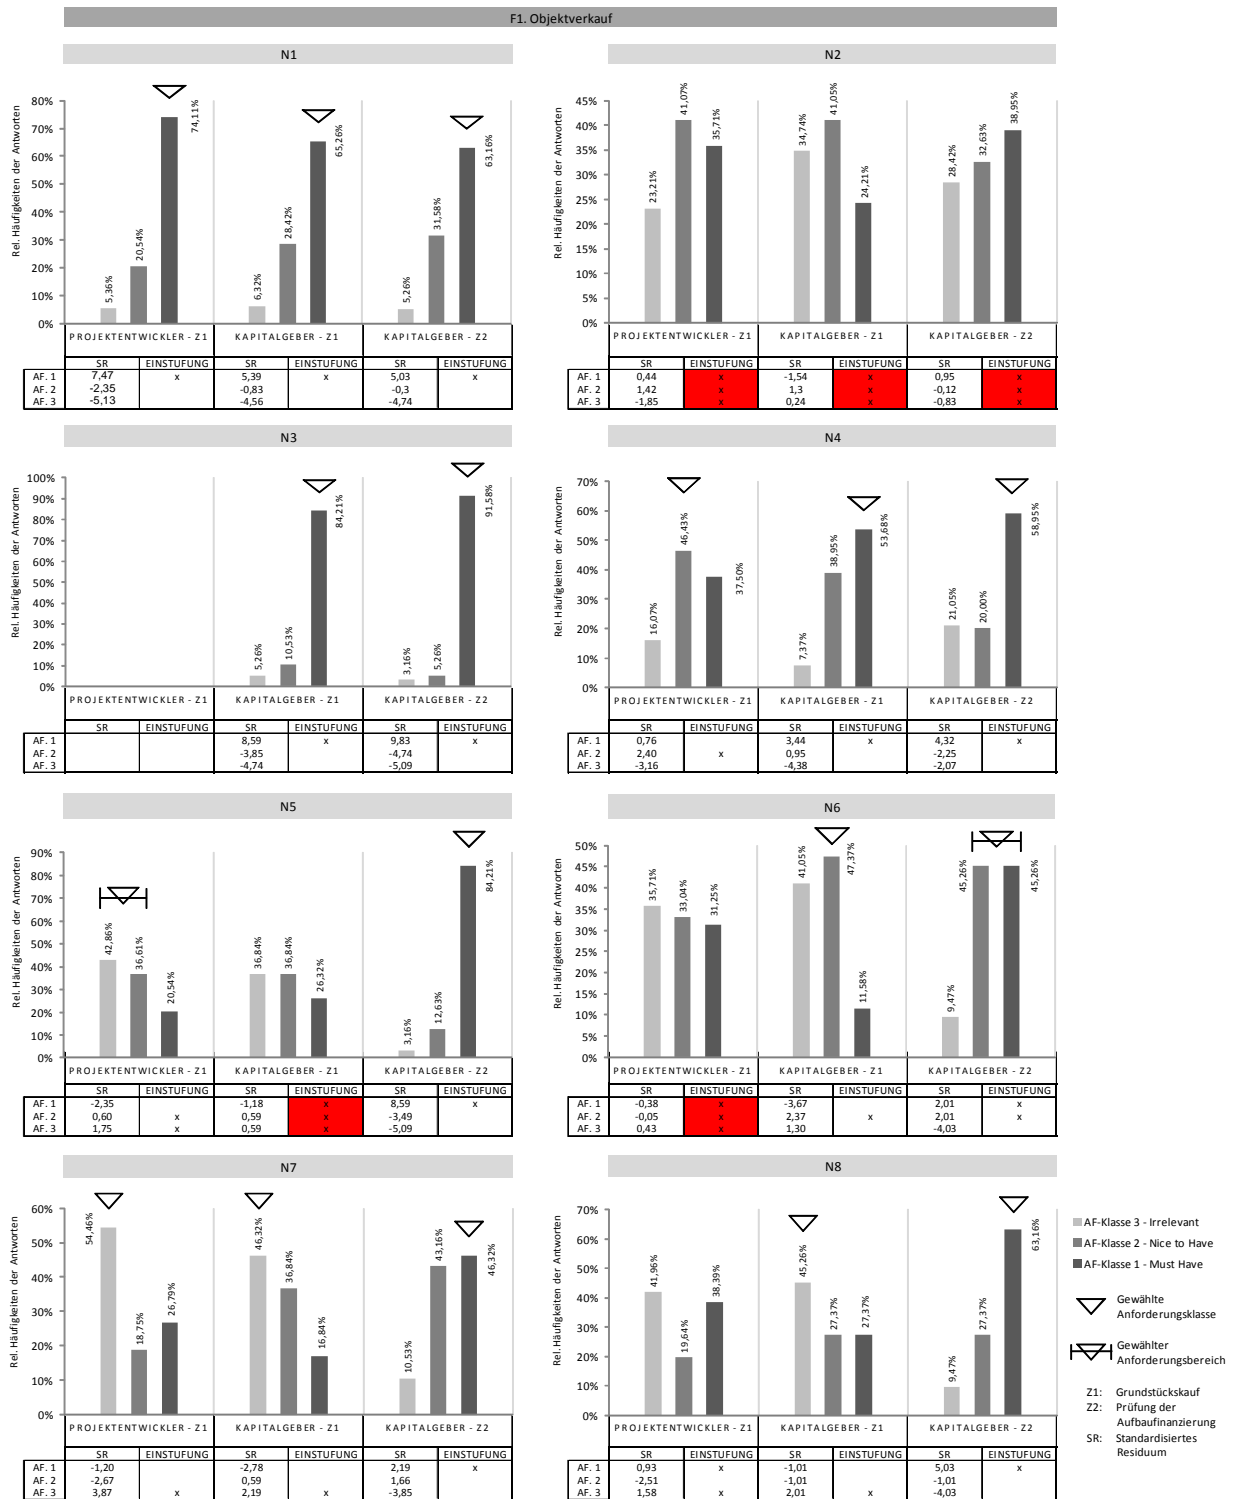 F1. Objektverkauf
N1
Rel. Häufigkeiten der Antworten
80%
70%
60%
50%
40%
30%
20%
10%
0%
5,36%
20,54%
74,11%
6,32%
28,42%
65,26%
5,26%
31,58%
63,16%
PROJEKTENTWICKLER - Z1 KAPITALGEBER - Z1 KAPITALGEBER - Z2
SR EINSTUFUNG SR EINSTUFUNG SR EINSTUFUNG
AF. 1 7,47 x 5,39 x 5,03 x
AF. 2 -2,35 -0,83 -0,3
AF. 3 -5,13 -4,56 -4,74
N2
Rel. Häufigkeiten der Antworten
45%
40%
35%
30%
25%
20%
15%
10%
5%
0%
23,21%
41,07%
35,71%
34,74%
41,05%
24,21%
28,42%
32,63%
38,95%
PROJEKTENTWICKLER - Z1 KAPITALGEBER - Z1 KAPITALGEBER - Z2
SR EINSTUFUNG SR EINSTUFUNG SR EINSTUFUNG
AF. 1 0,44 x -1,54 x 0,95 x
AF. 2 1,42 x 1,3 x -0,12 x
AF. 3 -1,85 x 0,24 x -0,83 x
N3
Rel. Häufigkeiten der Antworten
100%
90%
80%
70%
60%
50%
40%
30%
20%
10%
0%
5,26%
10,53%
84,21%
3,16%
5,26%
91,58%
PROJEKTENTWICKLER - Z1 KAPITALGEBER - Z1 KAPITALGEBER - Z2
SR EINSTUFUNG SR EINSTUFUNG SR EINSTUFUNG
AF. 1 8,59 x 9,83 x
AF. 2 -3,85 -4,74
AF. 3 -4,74 -5,09
N4
Rel. Häufigkeiten der Antworten
70%
60%
50%
40%
30%
20%
10%
0%
16,07%
46,43%
37,50%
7,37%
38,95%
53,68%
21,05%
20,00%
58,95%
PROJEKTENTWICKLER - Z1 KAPITALGEBER - Z1 KAPITALGEBER - Z2
SR EINSTUFUNG SR EINSTUFUNG SR EINSTUFUNG
AF. 1 0,76 3,44 x 4,32 x
AF. 2 2,40 x 0,95 -2,25
AF. 3 -3,16 -4,38 -2,07
N5
Rel. Häufigkeiten der Antworten
90%
80%
70%
60%
50%
40%
30%
20%
10%
0%
42,86%
36,61%
20,54%
36,84%
36,84%
26,32%
3,16%
12,63%
84,21%
PROJEKTENTWICKLER - Z1 KAPITALGEBER - Z1 KAPITALGEBER - Z2
SR EINSTUFUNG SR EINSTUFUNG SR EINSTUFUNG
AF. 1 -2,35 -1,18 x 8,59 x
AF. 2 0,60 x 0,59 x -3,49
AF. 3 1,75 x 0,59 x -5,09
N6
Rel. Häufigkeiten der Antworten
50%
45%
40%
35%
30%
25%
20%
15%
10%
5%
0%
35,71%
33,04%
31,25%
41,05%
47,37%
11,58%
9,47%
45,26%
45,26%
PROJEKTENTWICKLER - Z1 KAPITALGEBER - Z1 KAPITALGEBER - Z2
SR EINSTUFUNG SR EINSTUFUNG SR EINSTUFUNG
AF. 1 -0,38 x -3,67 2,01 x
AF. 2 -0,05 x 2,37 x 2,01 x
AF. 3 0,43 x 1,30 -4,03
N7
Rel. Häufigkeiten der Antworten
60%
50%
40%
30%
20%
10%
0%
54,46%
18,75%
26,79%
46,32%
36,84%
16,84%
10,53%
43,16%
46,32%
PROJEKTENTWICKLER - Z1 KAPITALGEBER - Z1 KAPITALGEBER - Z2
SR EINSTUFUNG SR EINSTUFUNG SR EINSTUFUNG
AF. 1 -1,20 -2,78 2,19 x
AF. 2 -2,67 0,59 1,66
AF. 3 3,87 x 2,19 x -3,85
N8
Rel. Häufigkeiten der Antworten
70%
60%
50%
40%
30%
20%
10%
0%
41,96%
19,64%
38,39%
45,26%
27,37%
27,37%
9,47%
27,37%
63,16%
PROJEKTENTWICKLER - Z1 KAPITALGEBER - Z1 KAPITALGEBER - Z2
SR EINSTUFUNG SR EINSTUFUNG SR EINSTUFUNG
AF. 1 0,93 x -1,01 5,03 x
AF. 2 -2,51 -1,01 -1,01
AF. 3 1,58 x 2,01 x -4,03
AF-Klasse 3 - Irrelevant
AF-Klasse 2 - Nice to Have
AF-Klasse 1 - Must Have
Gewählte
Anforderungsklasse
Gewählter
Anforderungsbereich
Z1: Grundstückskauf
Z2: Prüfung der
Aufbaufinanzierung
SR: Standardisiertes
Residuum